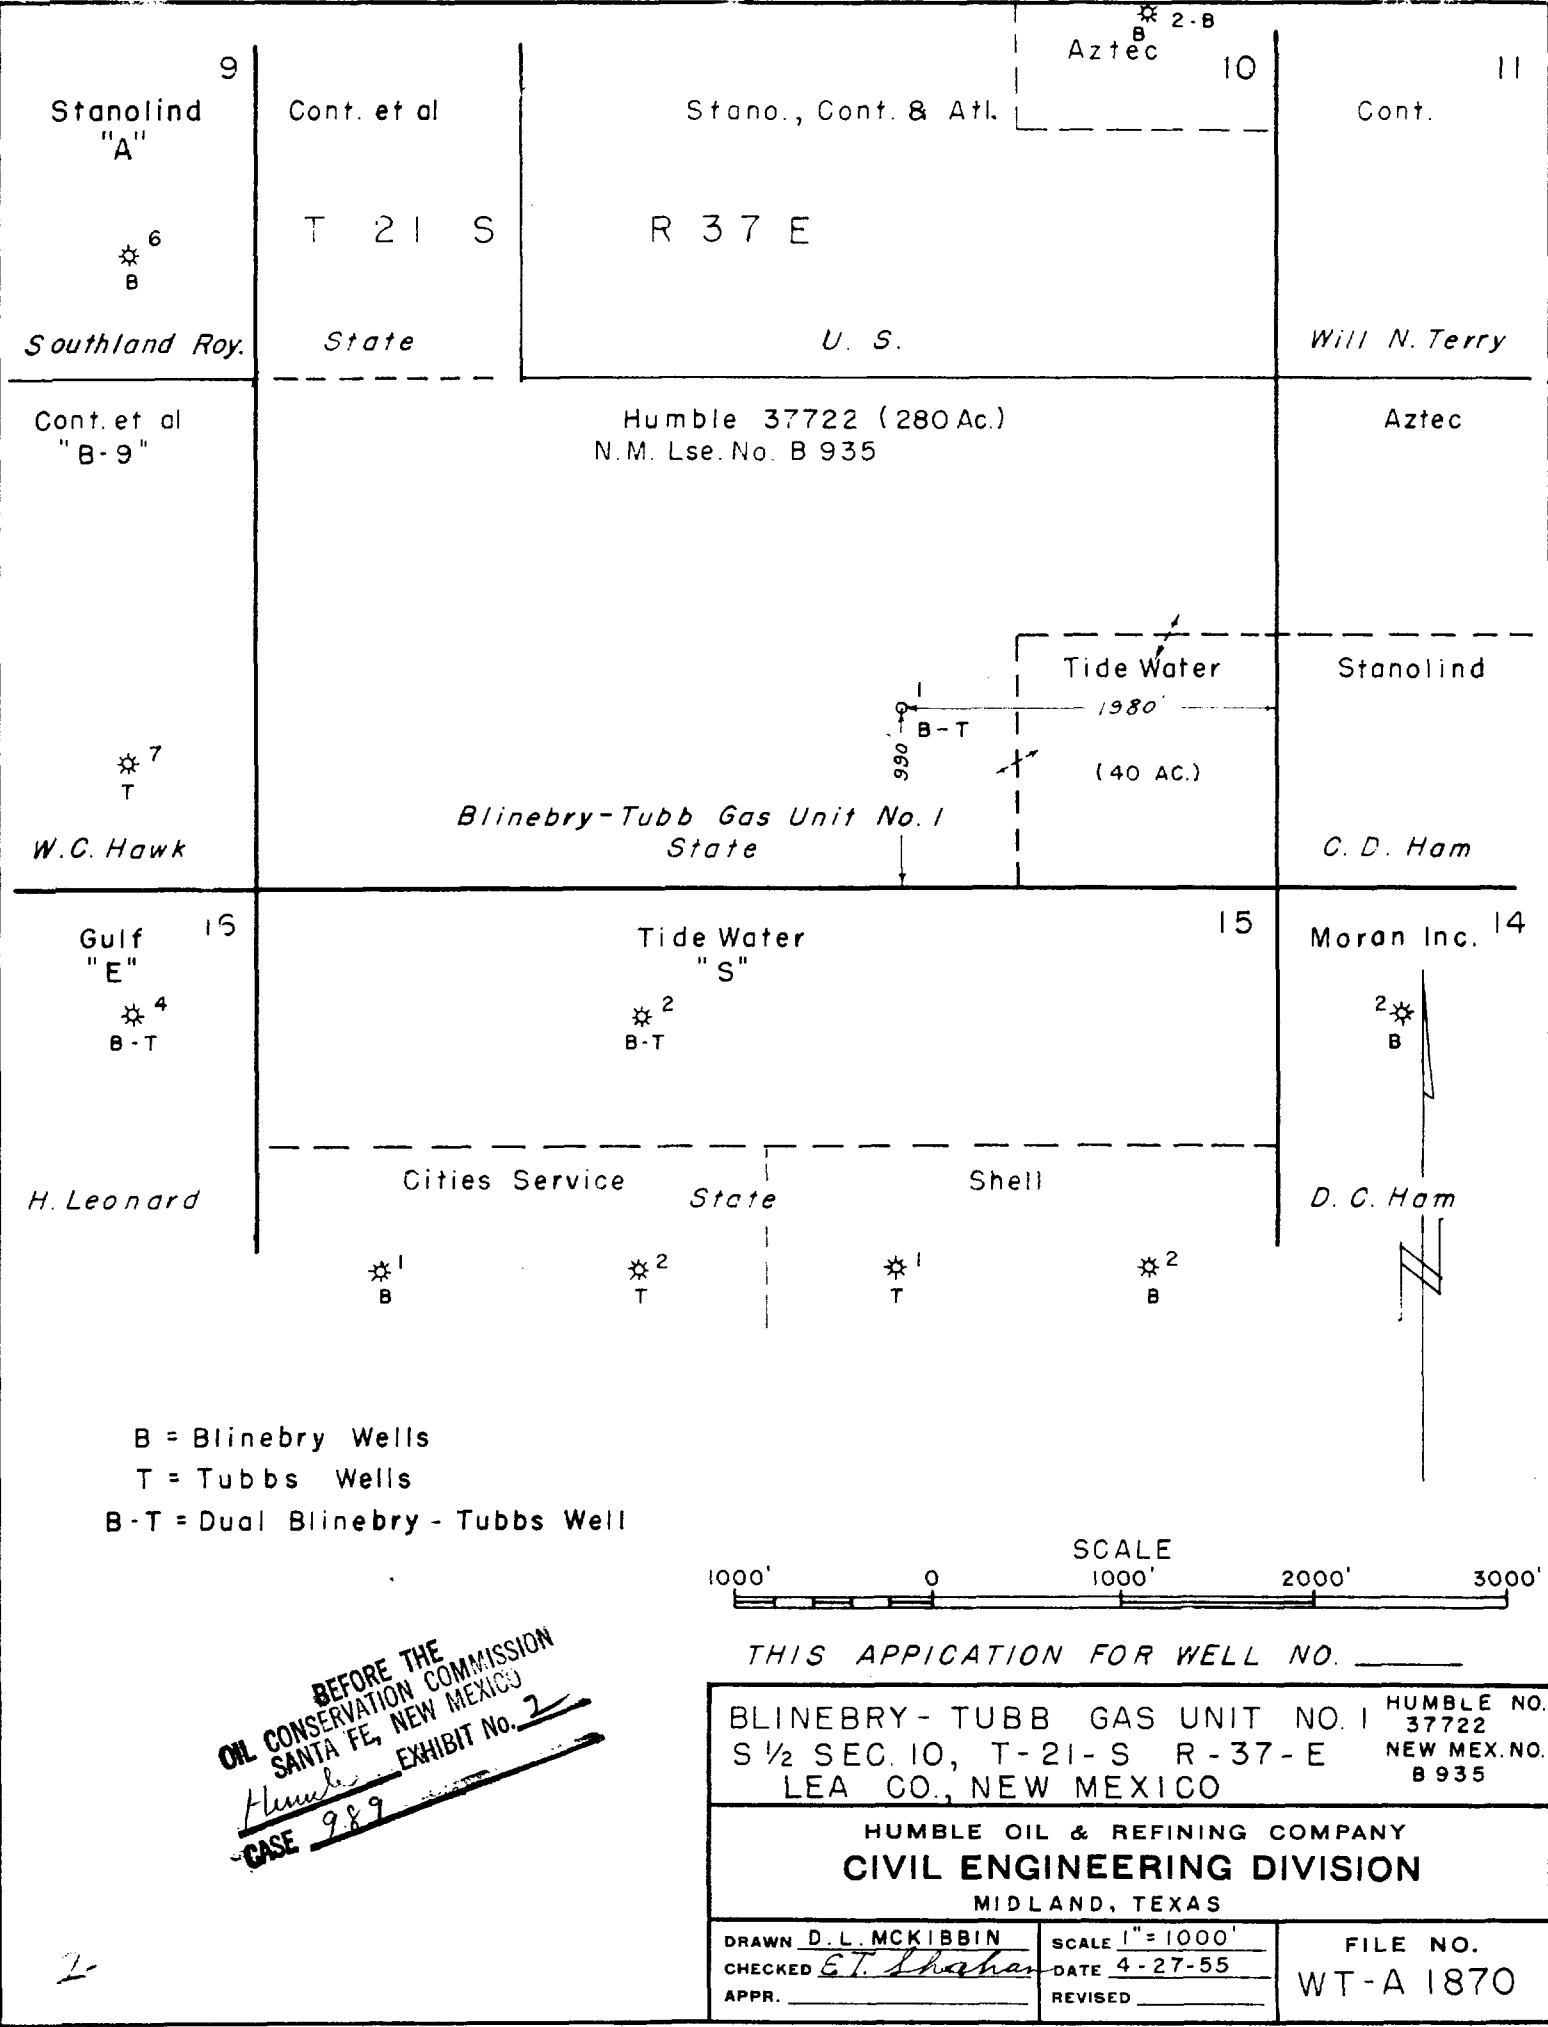 2-B
B
Aztec
9
10
11
Stanolind
"A"
Cont. et al
Stano., Cont. & Atl.
Cont.
T 21 S
R 37 E
6
B
Southland Roy.
State
U. S.
Will N. Terry
Cont. et al
"B-9"
Humble 37722 (280 Ac.)
N.M. Lse. No. B 935
Aztec
Tide Water
Stanolind
1
1980'
B-T
990'
(40 AC.)
7
T
Blinebry-Tubb Gas Unit No. 1
State
W.C. Hawk
C. D. Ham
16
15
14
Gulf
"E"
Tide Water
"S"
Moran Inc.
4
B-T
2
B-T
2
B
Cities Service
State
Shell
H. Leonard
D. C. Ham
1
B
2
T
1
T
2
B
N
B = Blinebry Wells
T = Tubbs Wells
B-T = Dual Blinebry - Tubbs Well
SCALE
1000' 0 1000' 2000' 3000'
THIS APPICATION FOR WELL NO.
BEFORE THE
OIL CONSERVATION COMMISSION
SANTA FE, NEW MEXICO
Humble EXHIBIT No. 2
CASE 989
BLINEBRY - TUBB GAS UNIT NO. 1
S 1/2 SEC. 10, T-21-S R-37-E
LEA CO., NEW MEXICO
HUMBLE NO.
37722
NEW MEX. NO.
B 935
HUMBLE OIL & REFINING COMPANY
CIVIL ENGINEERING DIVISION
MIDLAND, TEXAS
DRAWN D. L. MCKIBBIN
CHECKED E.T. Shahan
APPR.
SCALE 1" = 1000'
DATE 4-27-55
REVISED
FILE NO.
WT-A 1870
2-